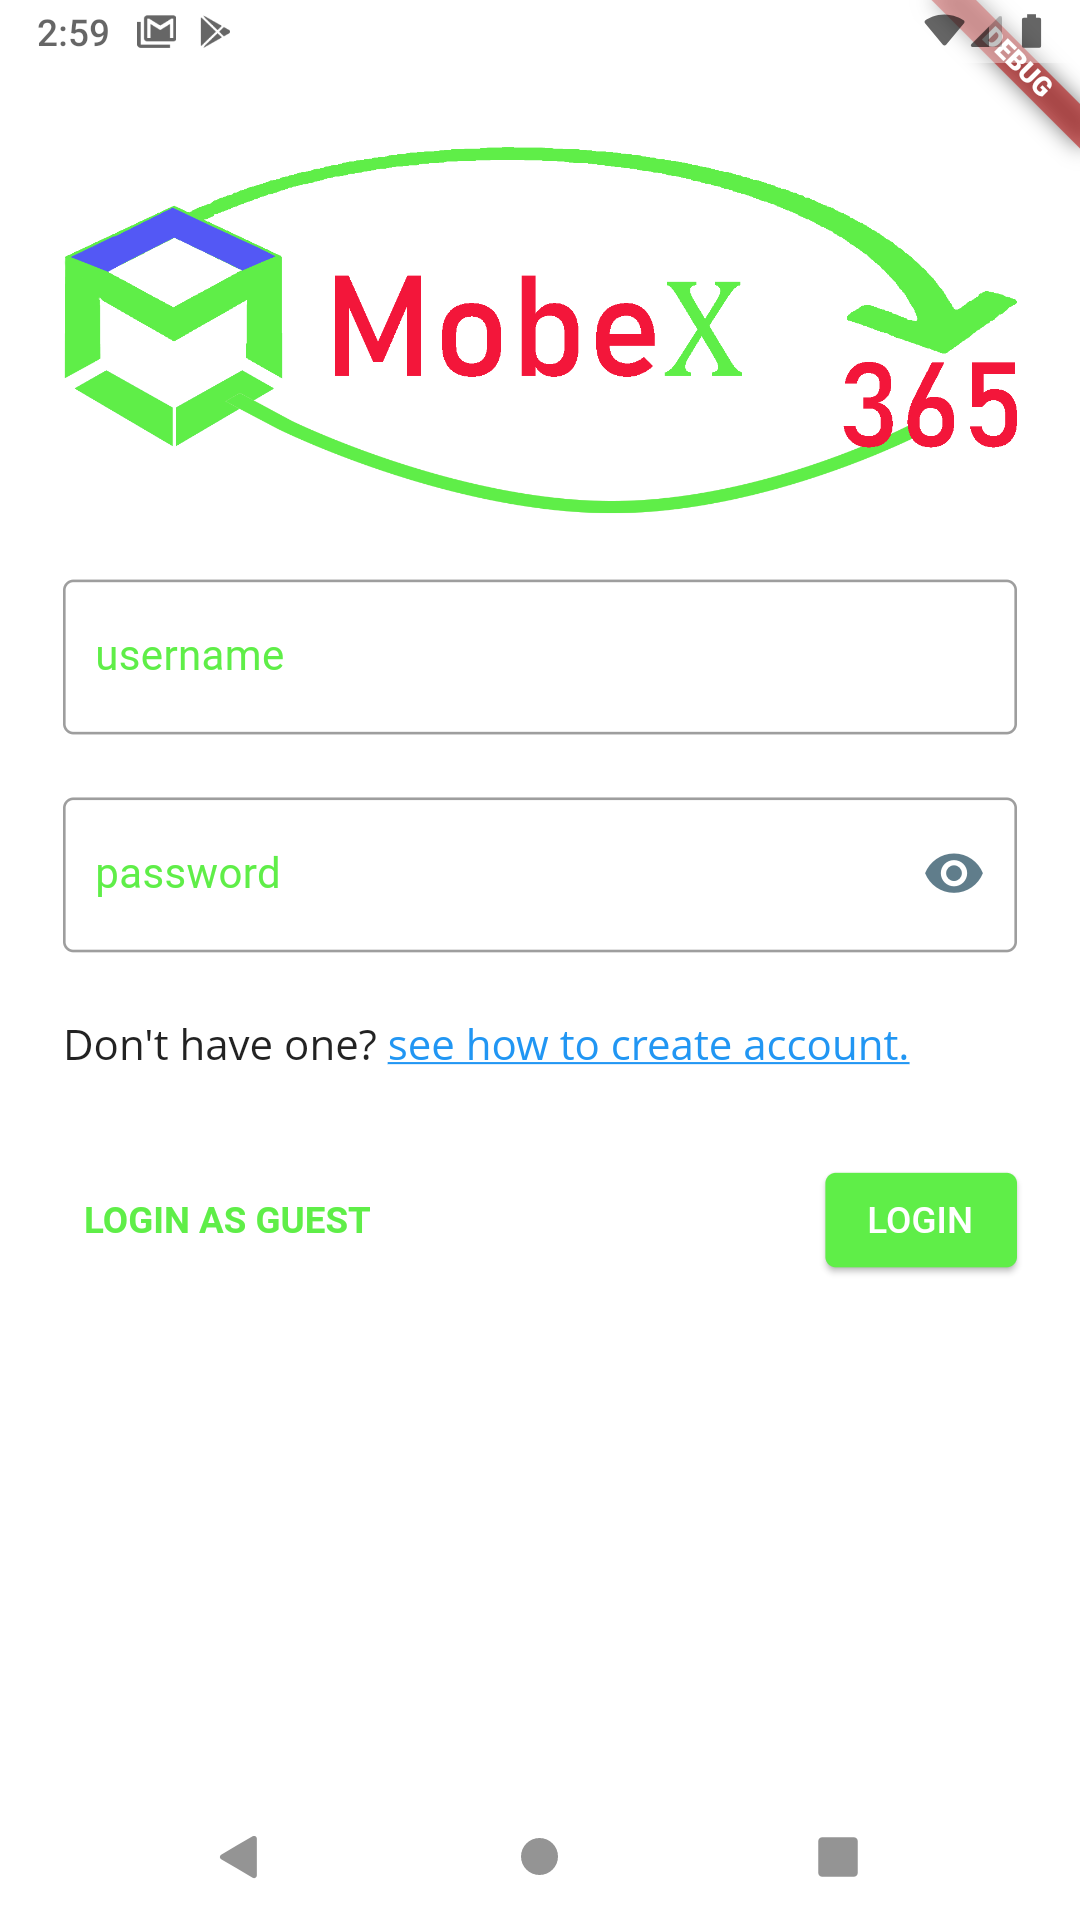 2:59
DEBUG
MobeX
365
username
password
Don't have one? see how to create account.
LOGIN AS GUEST
LOGIN